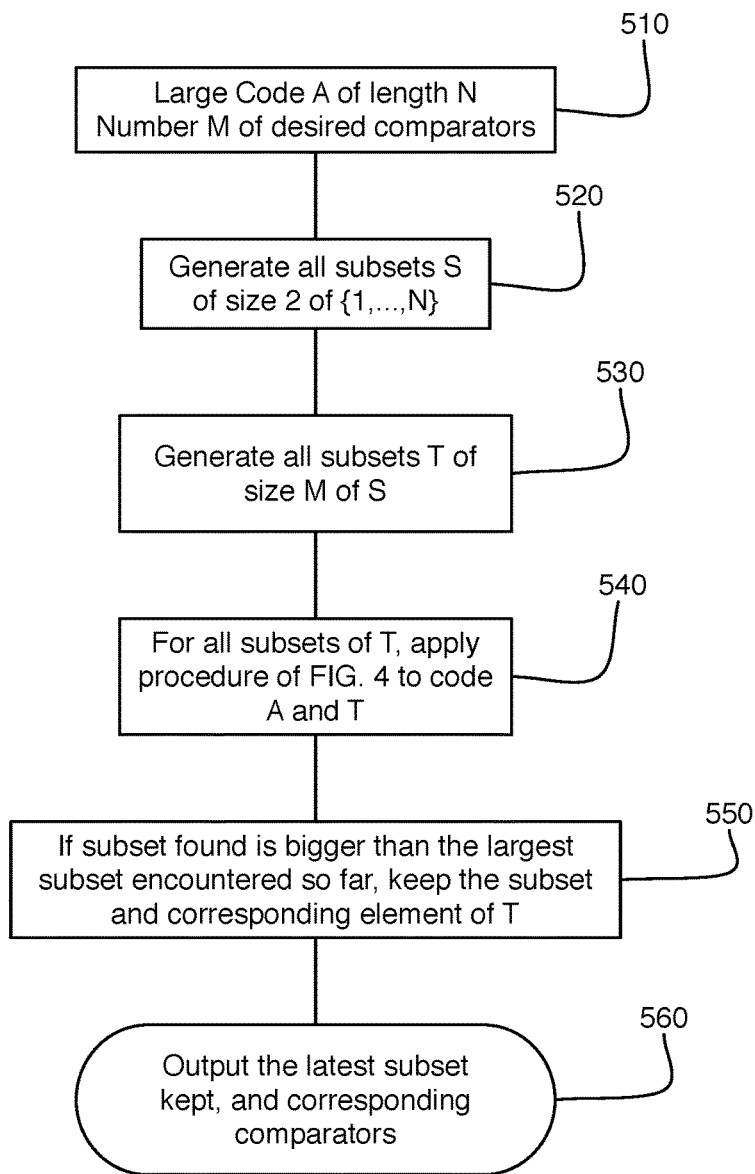 510
Large Code A of length N
Number M of desired comparators
520
Generate all subsets S
of size 2 of {1,...,N}
530
Generate all subsets T of
size M of S
540
For all subsets of T, apply
procedure of FIG. 4 to code
A and T
550
If subset found is bigger than the largest
subset encountered so far, keep the subset
and corresponding element of T
560
Output the latest subset
kept, and corresponding
comparators